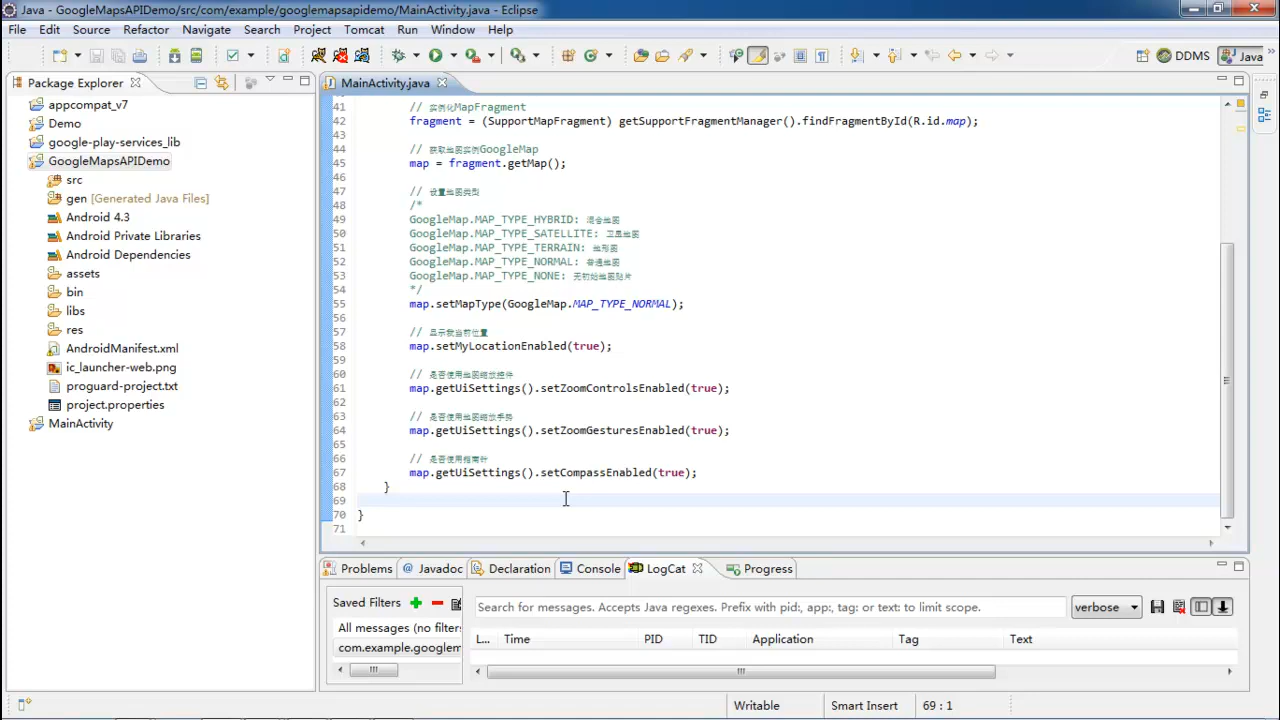 Java - GoogleMapsAPIDemo/src/com/example/googlemapsapidemo/MainActivity.java - Eclipse
File Edit Source Refactor Navigate Search Project Tomcat Run Window Help
DDMS Java
Package Explorer
appcompat_v7
Demo
google-play-services_lib
GoogleMapsAPIDemo
src
gen [Generated Java Files]
Android 4.3
Android Private Libraries
Android Dependencies
assets
bin
libs
res
AndroidManifest.xml
ic_launcher-web.png
proguard-project.txt
project.properties
MainActivity
MainActivity.java
41 // 实例化MapFragment
42 fragment = (SupportMapFragment) getSupportFragmentManager().findFragmentById(R.id.map);
43
44 // 获取地图实例GoogleMap
45 map = fragment.getMap();
46
47 // 设置地图类型
48 /*
49 GoogleMap.MAP_TYPE_HYBRID: 混合地图
50 GoogleMap.MAP_TYPE_SATELLITE: 卫星地图
51 GoogleMap.MAP_TYPE_TERRAIN: 地形图
52 GoogleMap.MAP_TYPE_NORMAL: 普通地图
53 GoogleMap.MAP_TYPE_NONE: 无初始地图贴片
54 */
55 map.setMapType(GoogleMap.MAP_TYPE_NORMAL);
56
57 // 显示我当前位置
58 map.setMyLocationEnabled(true);
59
60 // 是否使用地图缩放控件
61 map.getUiSettings().setZoomControlsEnabled(true);
62
63 // 是否使用地图缩放手势
64 map.getUiSettings().setZoomGesturesEnabled(true);
65
66 // 是否使用指南针
67 map.getUiSettings().setCompassEnabled(true);
68 }
69
70 }
71
Problems @ Javadoc Declaration Console LogCat Progress
Saved Filters
All messages (no filters
com.example.googlem
Search for messages. Accepts Java regexes. Prefix with pid:, app:, tag: or text: to limit scope.
verbose
L... Time PID TID Application Tag Text
Writable Smart Insert 69 : 1